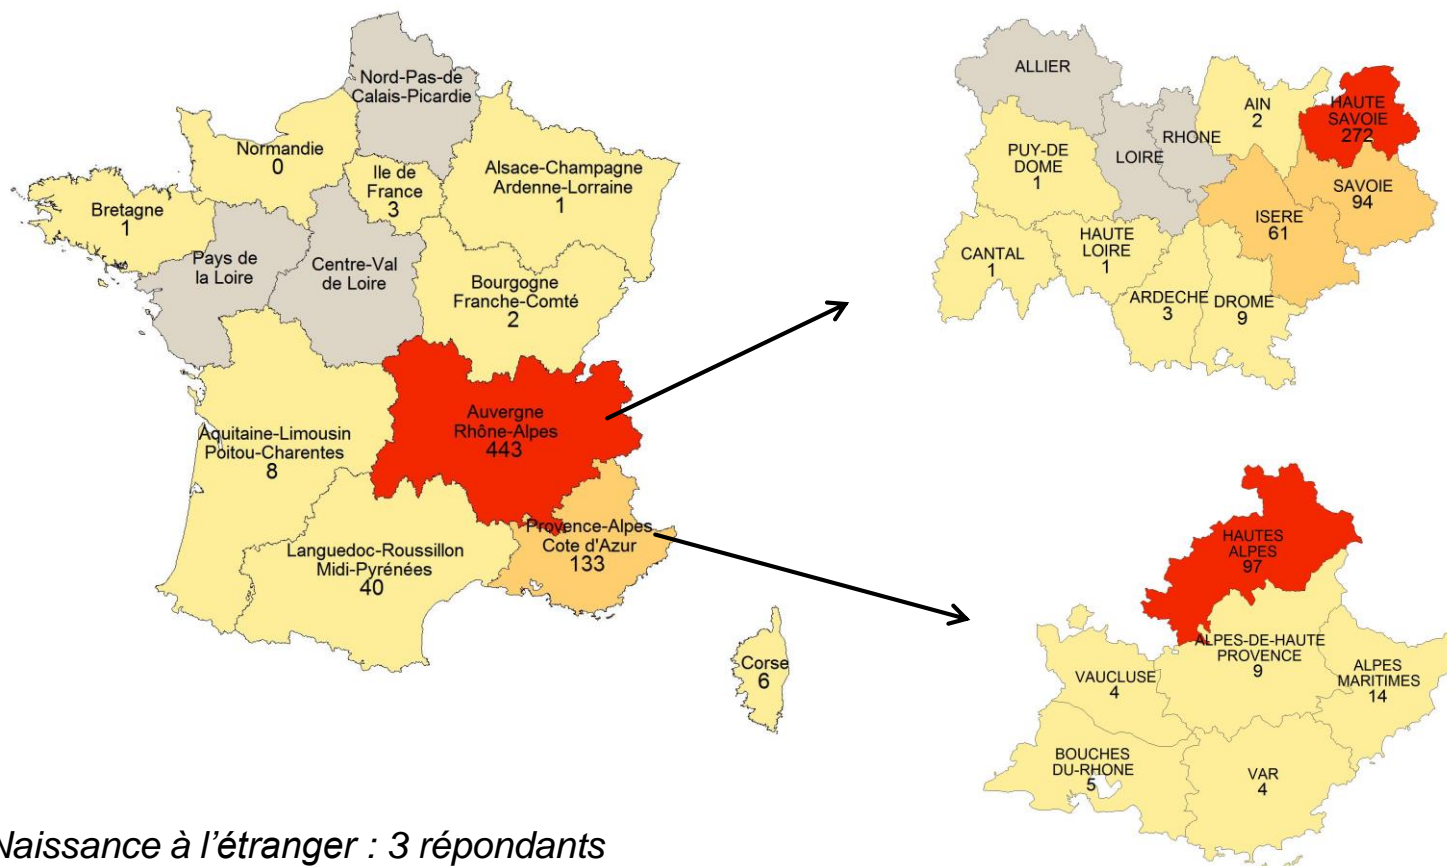 Nord-Pas-de
Calais-Picardie
Normandie
0
Ile de
France
3
Alsace-Champagne
Ardenne-Lorraine
1
Bretagne
1
Pays de
la Loire
Centre-Val
de Loire
Bourgogne
Franche-Comté
2
Auvergne
Rhône-Alpes
443
Aquitaine-Limousin
Poitou-Charentes
8
Provence-Alpes
Cote d'Azur
133
Languedoc-Roussillon
Midi-Pyrénées
40
Corse
6
ALLIER
AIN
2
HAUTE
SAVOIE
272
PUY-DE
DOME
1
LOIRE
RHONE
SAVOIE
94
ISERE
61
CANTAL
1
HAUTE
LOIRE
1
ARDECHE
3
DROME
9
HAUTES
ALPES
97
ALPES-DE-HAUTE
PROVENCE
9
ALPES
MARITIMES
14
VAUCLUSE
4
BOUCHES
DU-RHONE
5
VAR
4
Naissance à l'étranger : 3 répondants